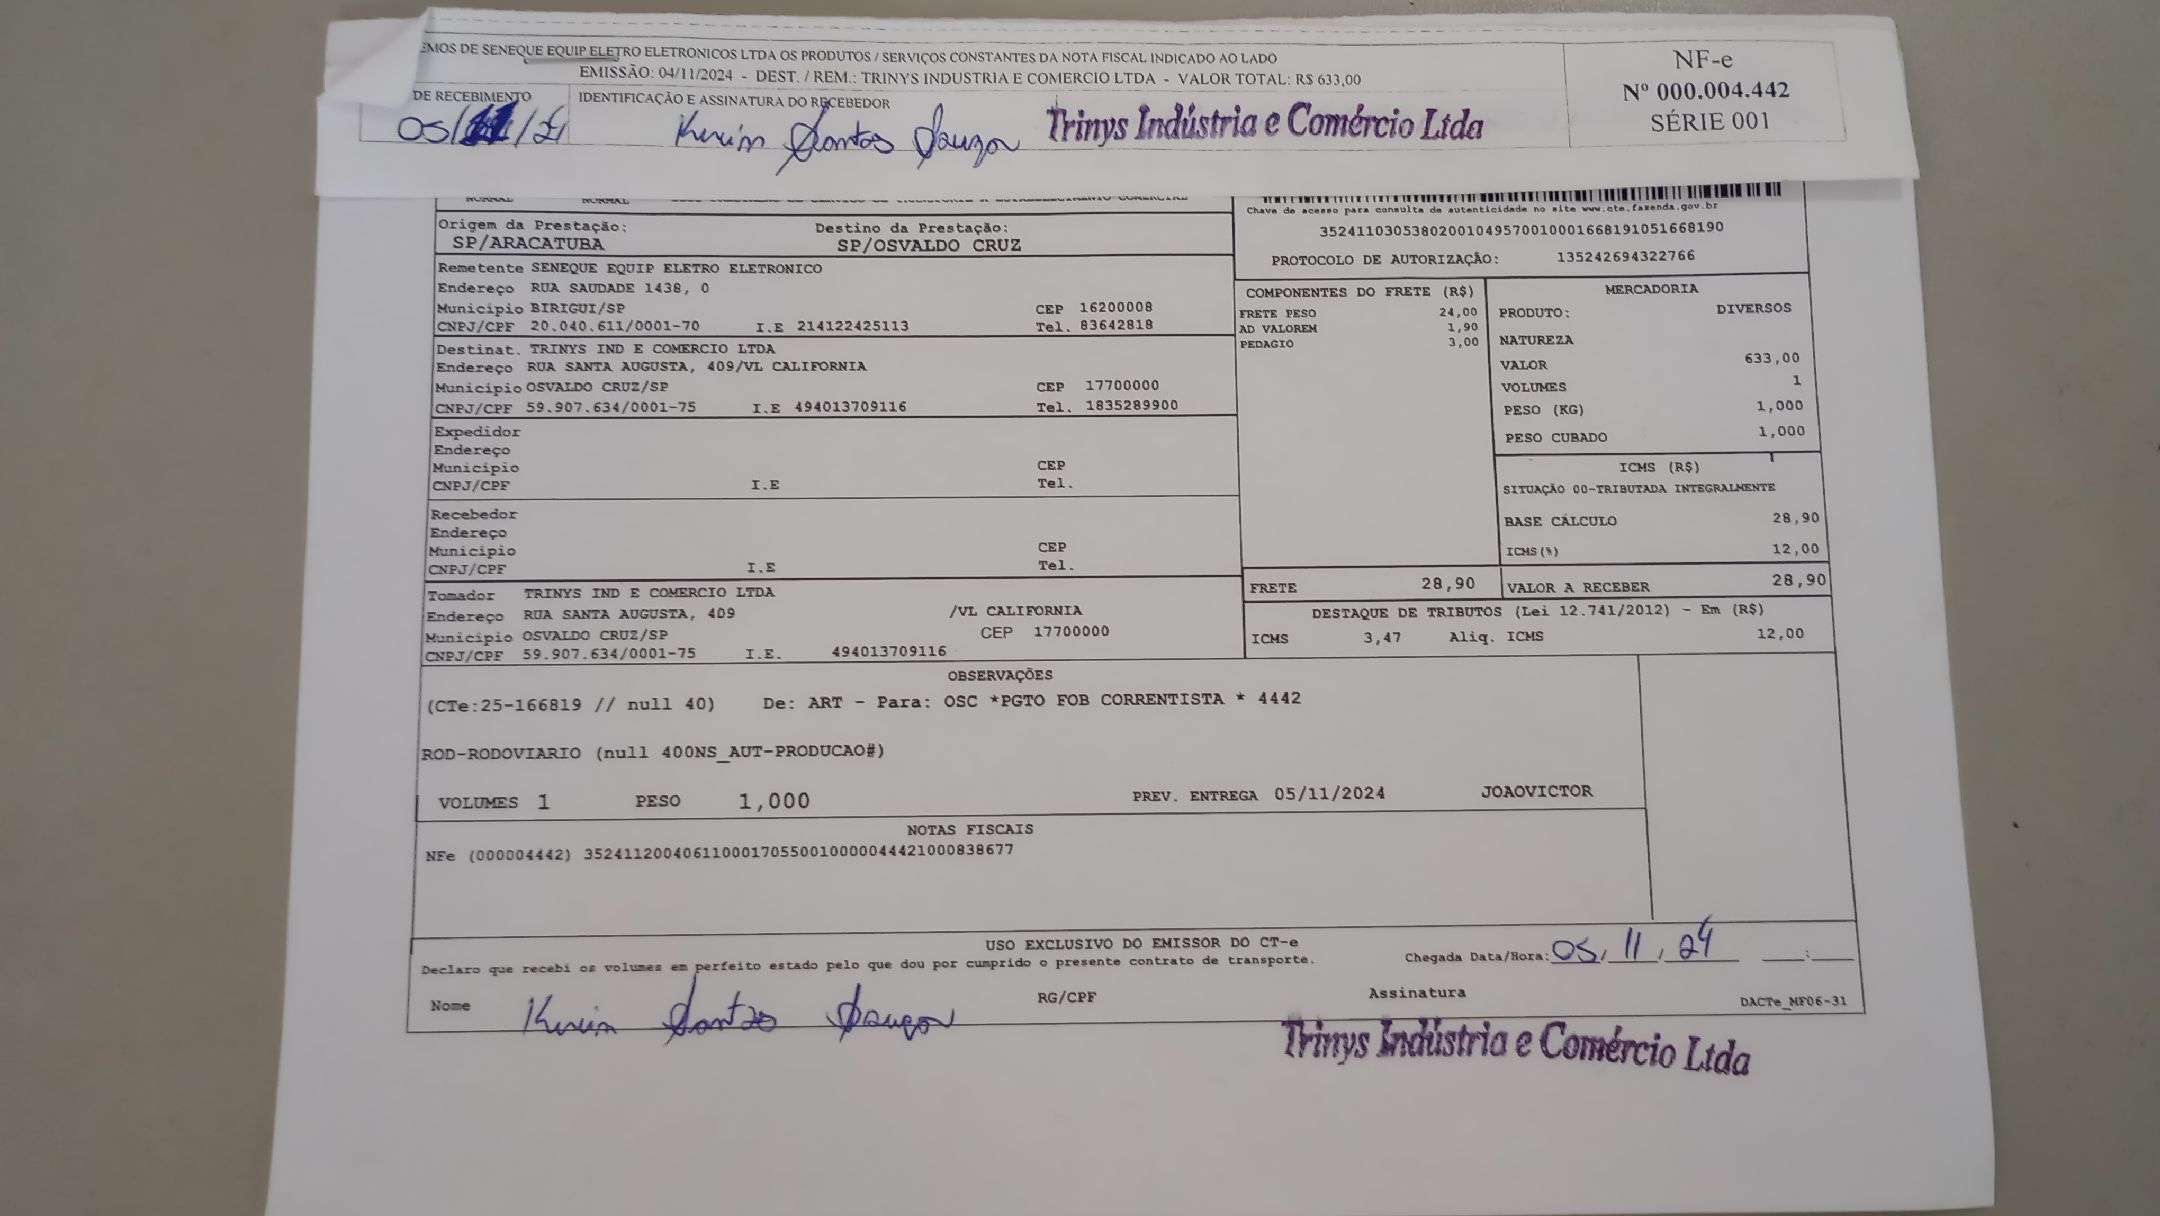 EMOS DE SENEQUE EQUIP ELETRO ELETRONICOS LTDA OS PRODUTOS / SERVIÇOS CONSTANTES DA NOTA FISCAL INDICADO AO LADO
EMISSÃO: 04/11/2024 - DEST. / REM.: TRINYS INDUSTRIA E COMERCIO LTDA - VALOR TOTAL: R$ 633,00
NF-e
Nº 000.004.442
SÉRIE 001
DE RECEBIMENTO IDENTIFICAÇÃO E ASSINATURA DO RECEBEDOR
05/11/24 Santos Trinys Indústria e Comércio Ltda
NORMAL NORMAL
Chave de acesso para consulta de autenticidade no site www.cte.fazenda.gov.br
35241103053802001049570010001668191051668190
PROTOCOLO DE AUTORIZAÇÃO: 135242694322766
Origem da Prestação: Destino da Prestação:
SP/ARACATUBA SP/OSVALDO CRUZ
Remetente SENEQUE EQUIP ELETRO ELETRONICO
Endereço RUA SAUDADE 1438, 0
Município BIRIGUI/SP CEP 16200008
CNPJ/CPF 20.040.611/0001-70 I.E 214122425113 Tel. 83642818
Destinat. TRINYS IND E COMERCIO LTDA
Endereço RUA SANTA AUGUSTA, 409/VL CALIFORNIA
Município OSVALDO CRUZ/SP CEP 17700000
CNPJ/CPF 59.907.634/0001-75 I.E 494013709116 Tel. 1835289900
Expedidor
Endereço
Município CEP
CNPJ/CPF I.E Tel.
Recebedor
Endereço
Município CEP
CNPJ/CPF I.E Tel.
Tomador TRINYS IND E COMERCIO LTDA
Endereço RUA SANTA AUGUSTA, 409 /VL CALIFORNIA
Município OSVALDO CRUZ/SP CEP 17700000
CNPJ/CPF 59.907.634/0001-75 I.E. 494013709116
COMPONENTES DO FRETE (R$)
FRETE PESO 24,00
AD VALOREM 1,90
PEDAGIO 3,00
MERCADORIA
PRODUTO: DIVERSOS
NATUREZA
VALOR 633,00
VOLUMES 1
PESO (KG) 1,000
PESO CUBADO 1,000
ICMS (R$)
SITUAÇÃO 00-TRIBUTADA INTEGRALMENTE
BASE CÁLCULO 28,90
ICMS(%) 12,00
FRETE 28,90 VALOR A RECEBER 28,90
DESTAQUE DE TRIBUTOS (Lei 12.741/2012) - Em (R$)
ICMS 3,47 Aliq. ICMS 12,00
OBSERVAÇÕES
(CTe:25-166819 // null 40) De: ART - Para: OSC *PGTO FOB CORRENTISTA * 4442
ROD-RODOVIARIO (null 400NS_AUT-PRODUCAO#)
VOLUMES 1 PESO 1,000 PREV. ENTREGA 05/11/2024 JOAOVICTOR
NOTAS FISCAIS
NFe (000004442) 35241120040611000170550010000044421000838677
USO EXCLUSIVO DO EMISSOR DO CT-e
Declaro que recebi os volumes em perfeito estado pelo que dou por cumprido o presente contrato de transporte. Chegada Data/Hora: 05/11/24 __:__
Nome Santos RG/CPF Assinatura DACTe_MF06-31
Trinys Indústria e Comércio Ltda